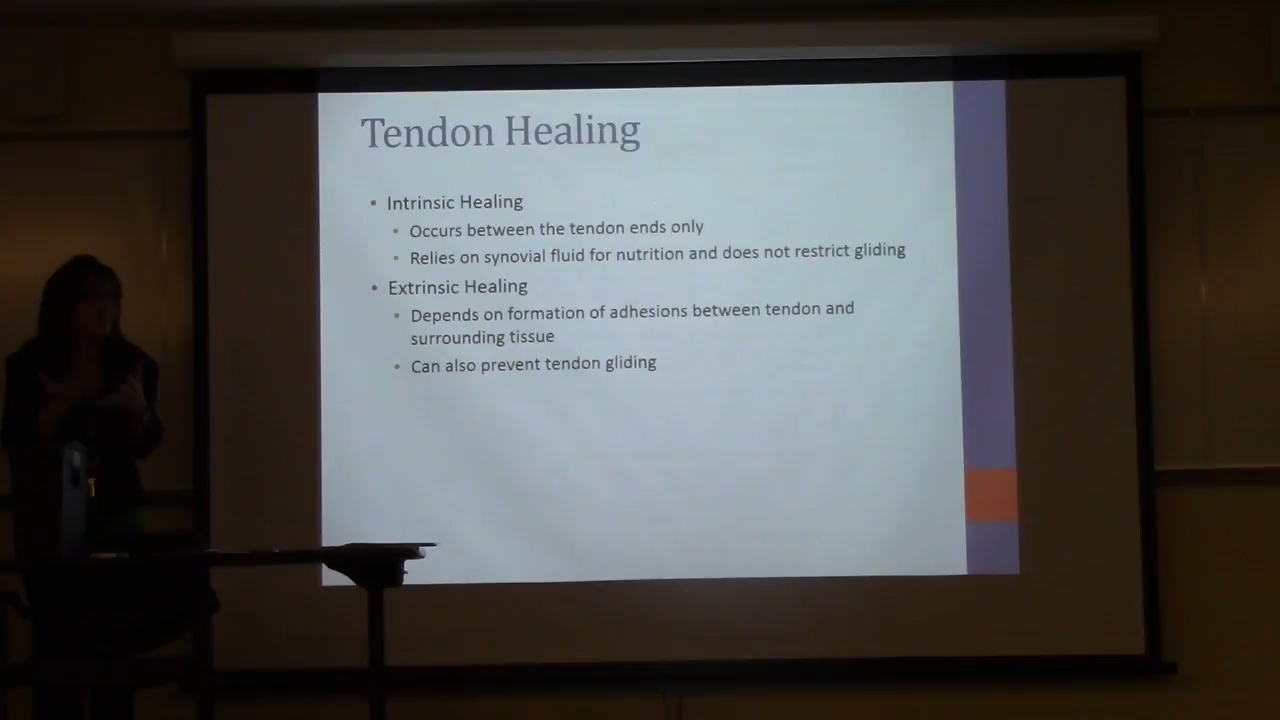 Tendon Healing
• Intrinsic Healing
• Occurs between the tendon ends only
• Relies on synovial fluid for nutrition and does not restrict gliding
• Extrinsic Healing
• Depends on formation of adhesions between tendon and
surrounding tissue
• Can also prevent tendon gliding